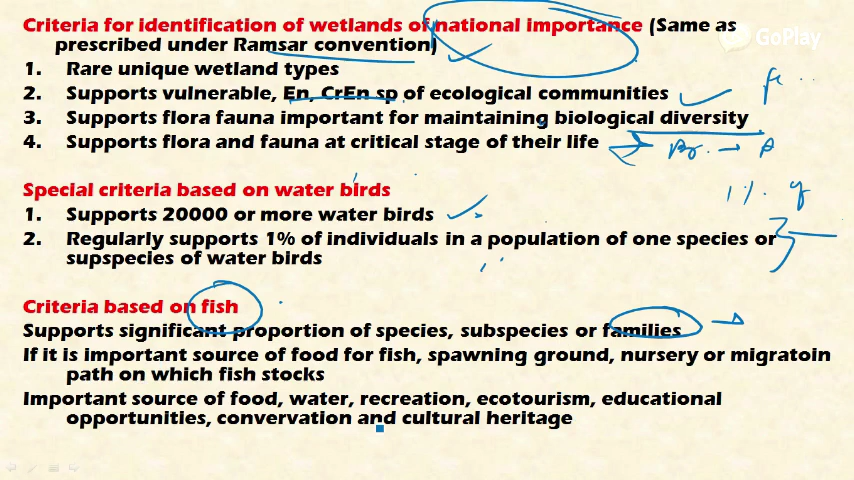 Criteria for identification of wetlands of national importance (Same as
prescribed under Ramsar convention)
GoPlay
1. Rare unique wetland types
2. Supports vulnerable, En, CrEn sp of ecological communities
3. Supports flora fauna important for maintaining biological diversity
4. Supports flora and fauna at critical stage of their life
Special criteria based on water birds
1%. of
1. Supports 20000 or more water birds
2. Regularly supports 1% of individuals in a population of one species or
supspecies of water birds
Criteria based on fish
Supports significant proportion of species, subspecies or families
If it is important source of food for fish, spawning ground, nursery or migratoin
path on which fish stocks
Important source of food, water, recreation, ecotourism, educational
opportunities, convervation and cultural heritage